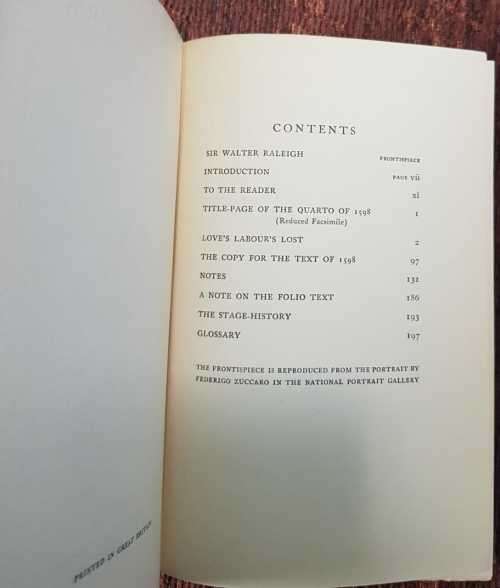 PRINTED IN GREAT BRITAIN
CONTENTS
SIR WALTER RALEIGH FRONTISPIECE
INTRODUCTION PAGE vii
TO THE READER xl
TITLE-PAGE OF THE QUARTO OF 1598 1
(Reduced Facsimile)
LOVE'S LABOUR'S LOST 2
THE COPY FOR THE TEXT OF 1598 97
NOTES 131
A NOTE ON THE FOLIO TEXT 186
THE STAGE-HISTORY 193
GLOSSARY 197
THE FRONTISPIECE IS REPRODUCED FROM THE PORTRAIT BY
FEDERIGO ZUCCARO IN THE NATIONAL PORTRAIT GALLERY